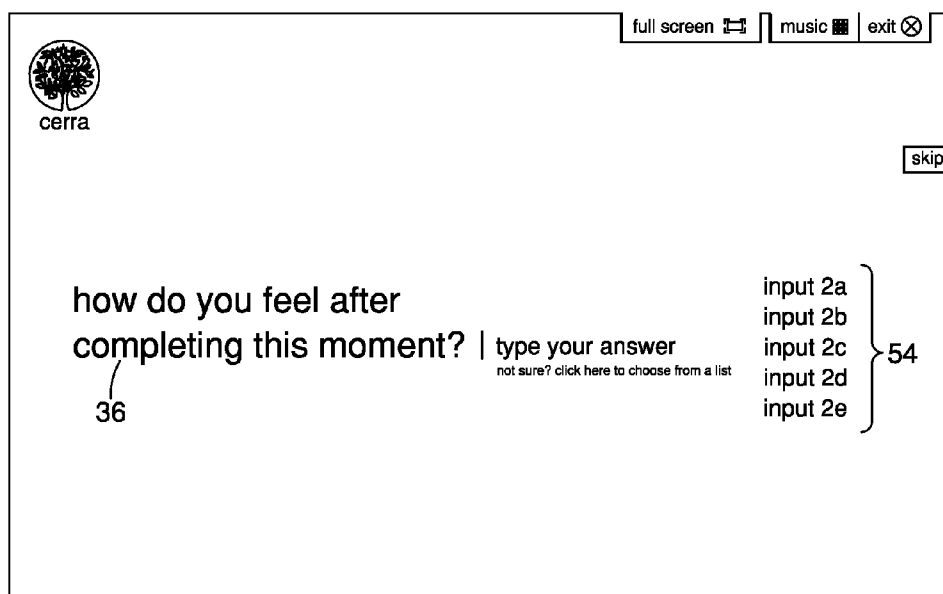 full screen music exit
cerra
skip
how do you feel after
completing this moment? | type your answer
not sure? click here to choose from a list
input 2a
input 2b
input 2c
input 2d
input 2e
54
36